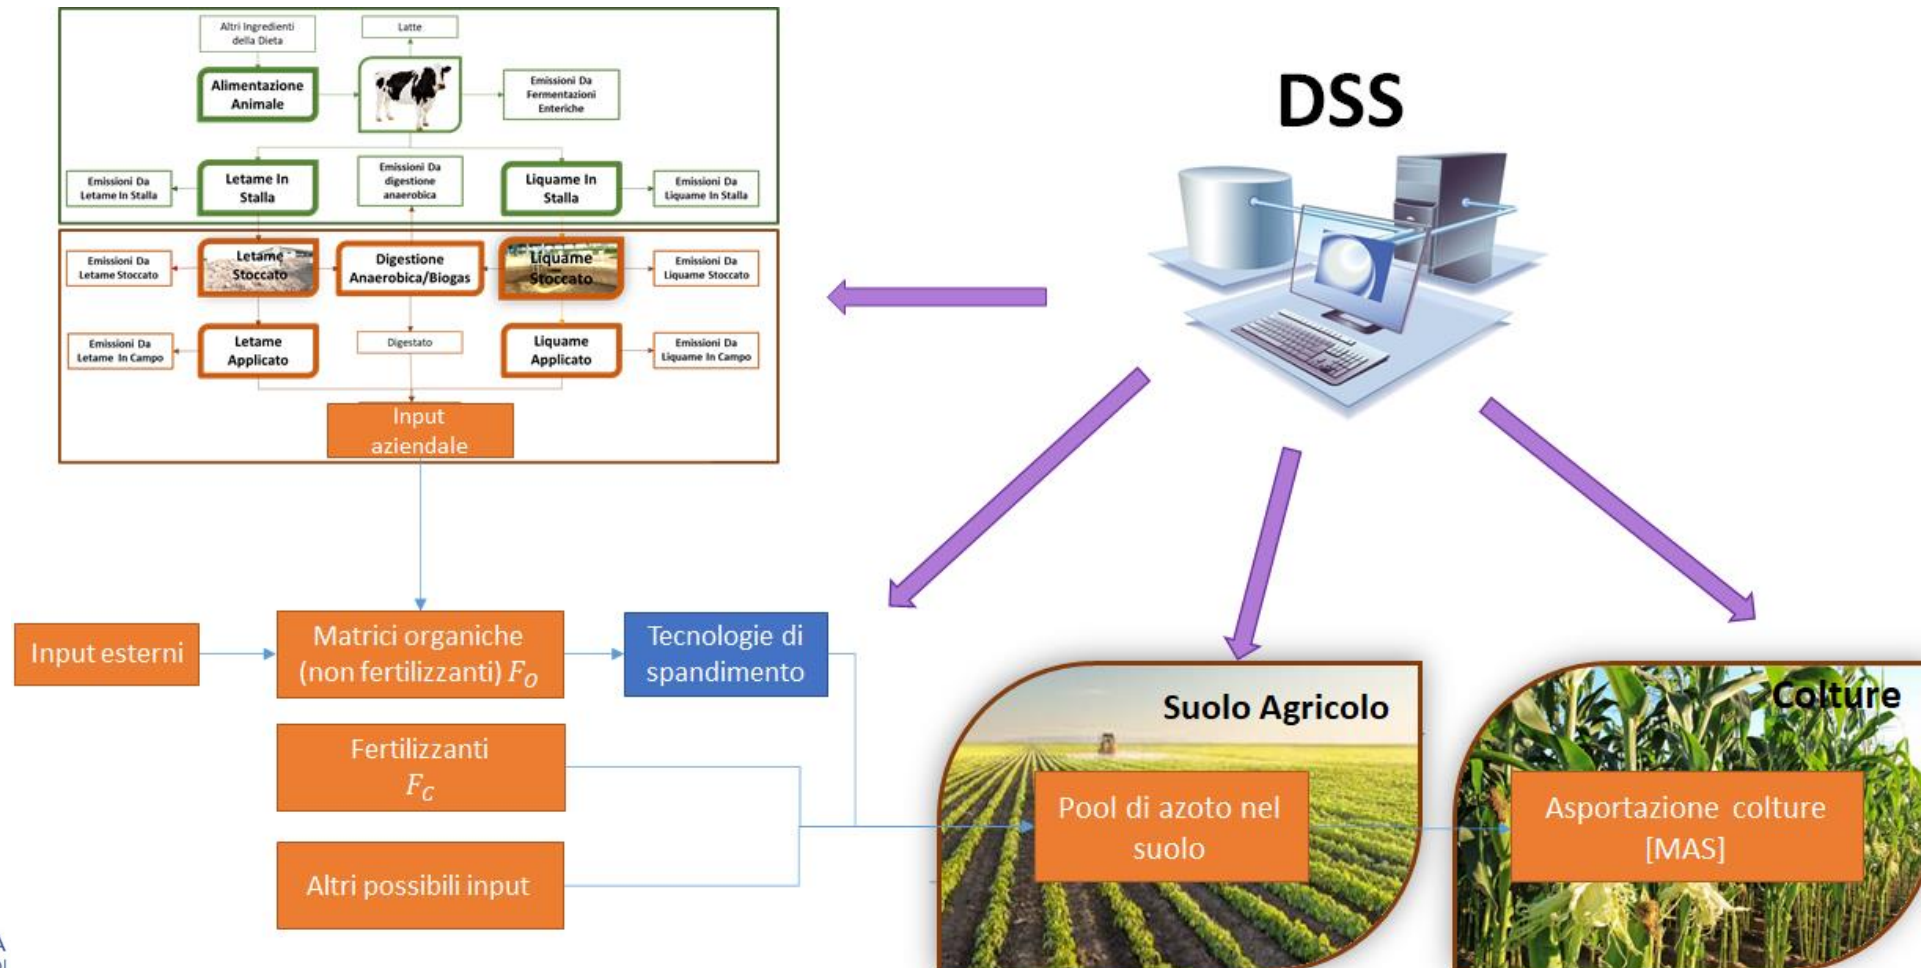 Altri Ingredienti
della Dieta
Latte
DSS
Alimentazione
Animale
Emissioni Da
Fermentazioni
Enteriche
Emissioni Da
Letame In Stalla
Letame In
Stalla
Emissioni Da
digestione
anaerobica
Liquame In
Stalla
Emissioni Da
Liquame In Stalla
Emissioni Da
Letame Stoccato
Letame
Stoccato
Digestione
Anaerobica/Biogas
Liquame
Stoccato
Emissioni Da
Liquame Stoccato
Emissioni Da
Letame In Campo
Letame
Applicato
Digestato
Liquame
Applicato
Emissioni Da
Liquame In Campo
Input
aziendale
Input esterni
Matrici organiche
(non fertilizzanti) F_O
Tecnologie di
spandimento
Fertilizzanti
F_C
Altri possibili input
Suolo Agricolo
Pool di azoto nel
suolo
Colture
Asportazione colture
[MAS]